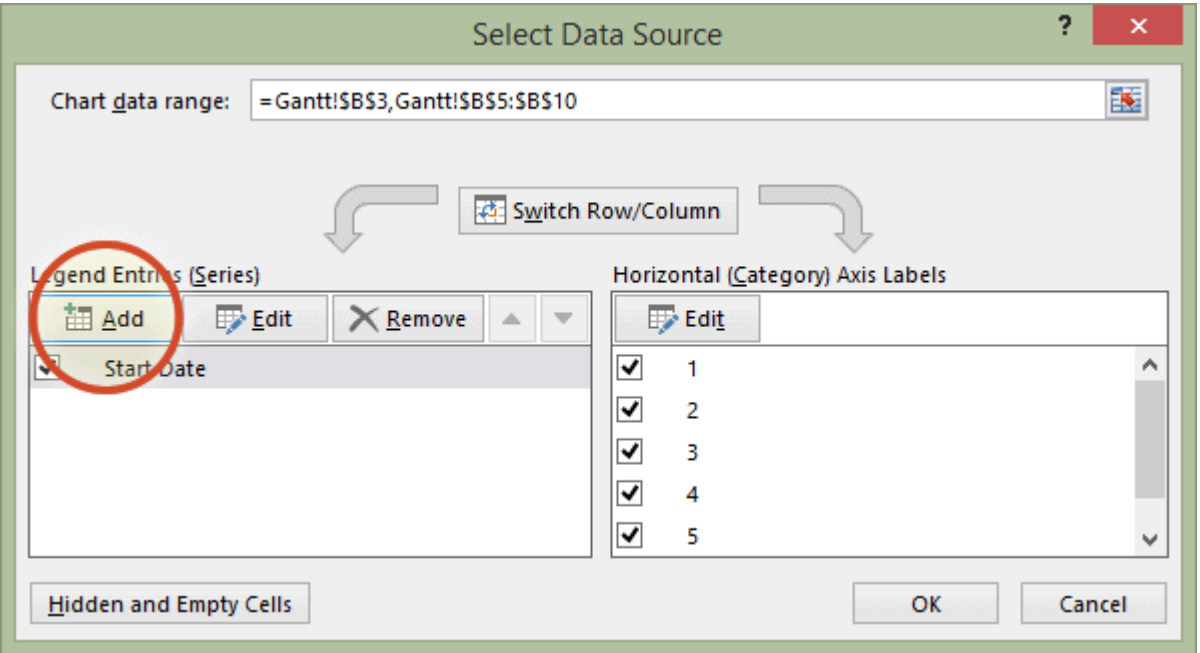 Select Data Source
?
Chart data range: =Gantt!$B$3,Gantt!$B$5:$B$10
Switch Row/Column
Legend Entries (Series)
Add Edit Remove
Start Date
Horizontal (Category) Axis Labels
Edit
1
2
3
4
5
Hidden and Empty Cells
OK Cancel